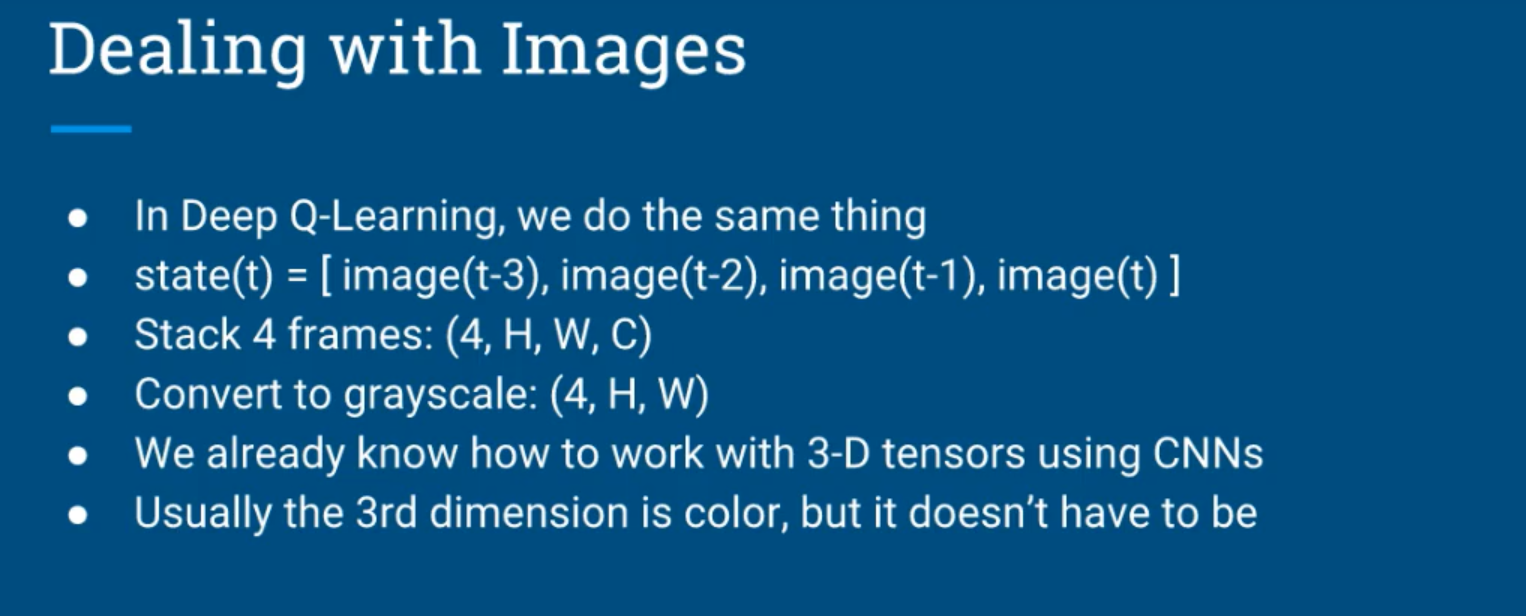 Dealing with Images
● In Deep Q-Learning, we do the same thing
● state(t) = [ image(t-3), image(t-2), image(t-1), image(t) ]
● Stack 4 frames: (4, H, W, C)
● Convert to grayscale: (4, H, W)
● We already know how to work with 3-D tensors using CNNs
● Usually the 3rd dimension is color, but it doesn’t have to be